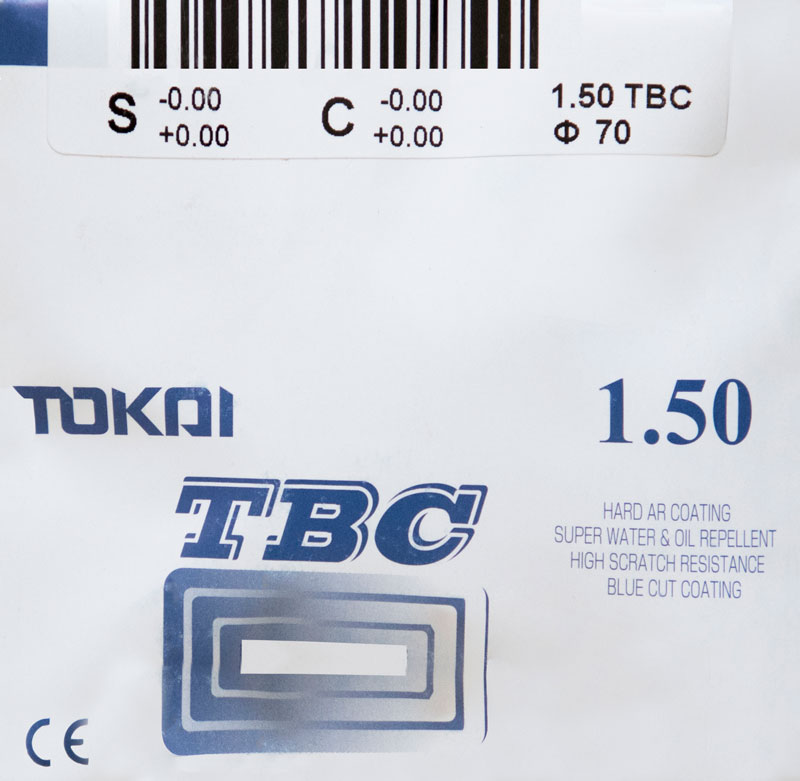 S -0.00 C -0.00 1.50 TBC
+0.00 +0.00 Φ 70
TOKAI 1.50
TBC
HARD AR COATING
SUPER WATER & OIL REPELLENT
HIGH SCRATCH RESISTANCE
BLUE CUT COATING
CE